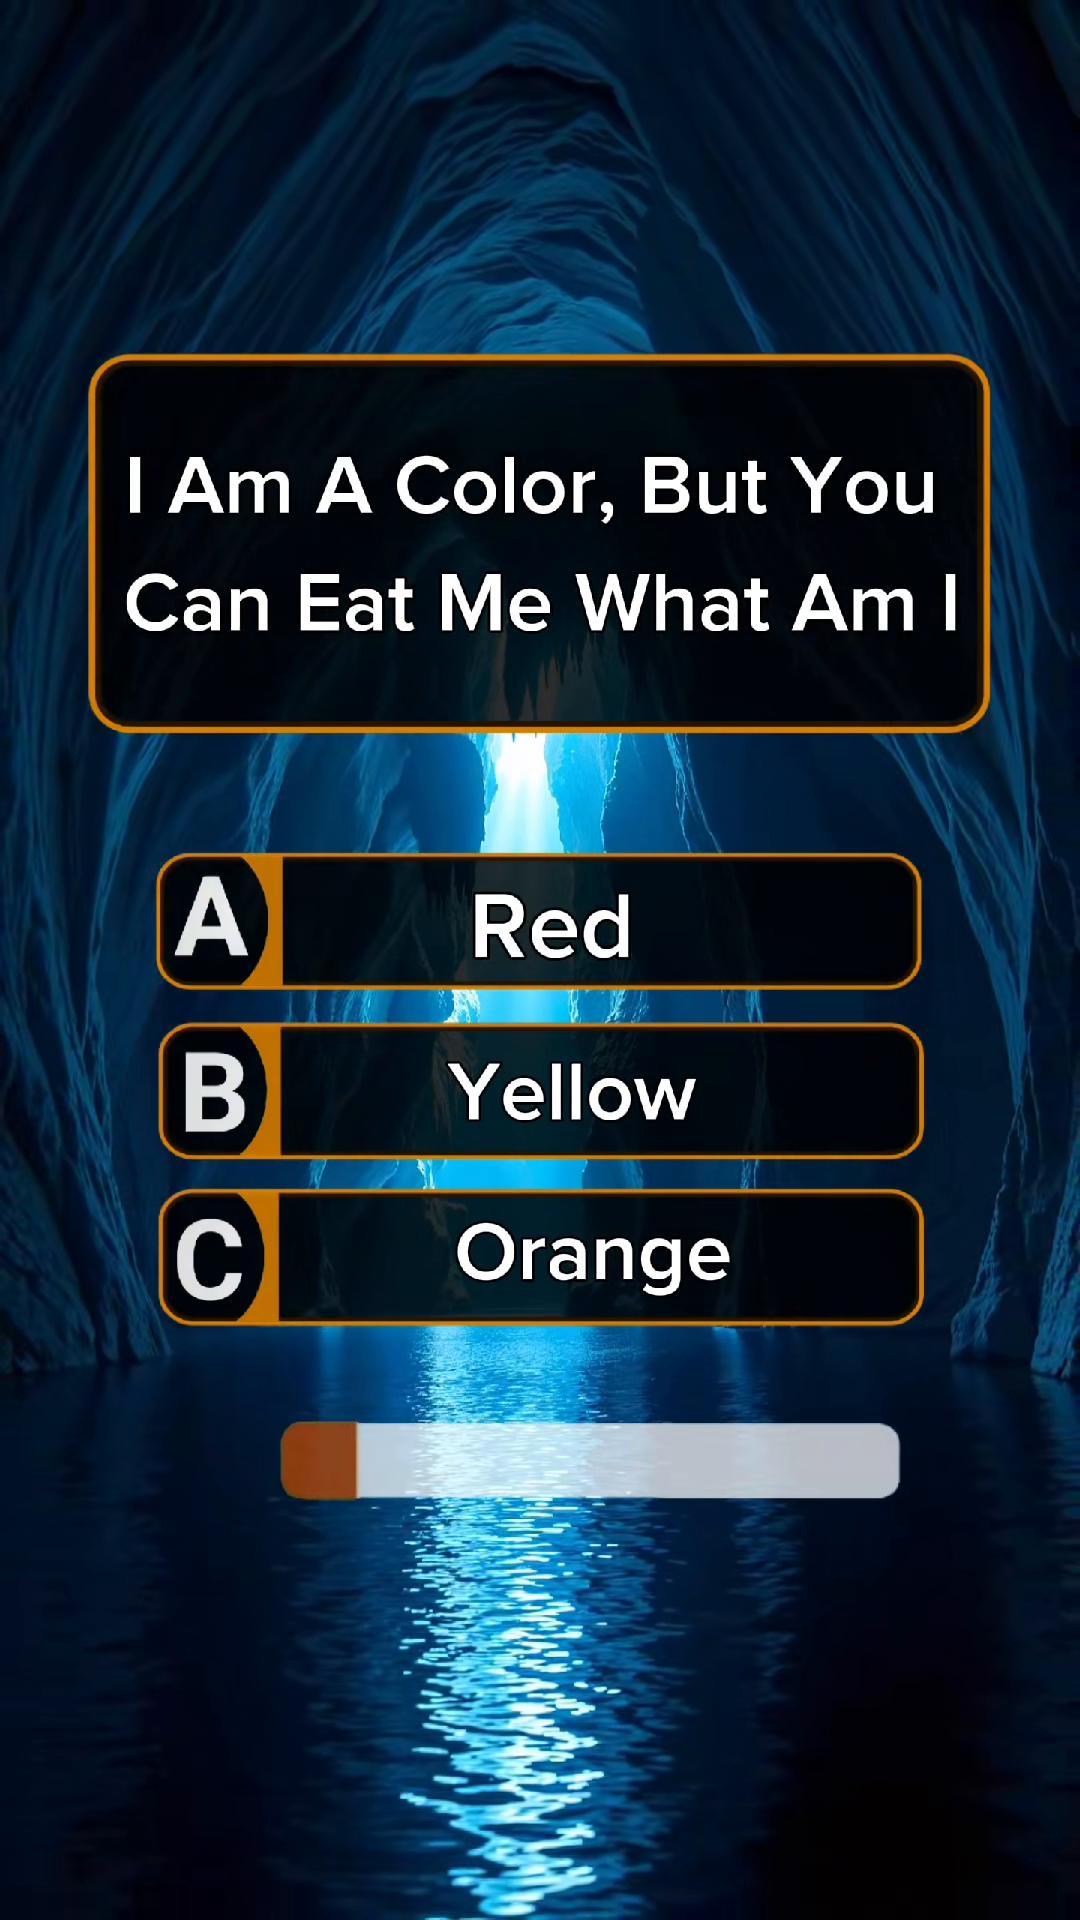 I Am A Color, But You
Can Eat Me What Am I
A Red
B Yellow
C Orange